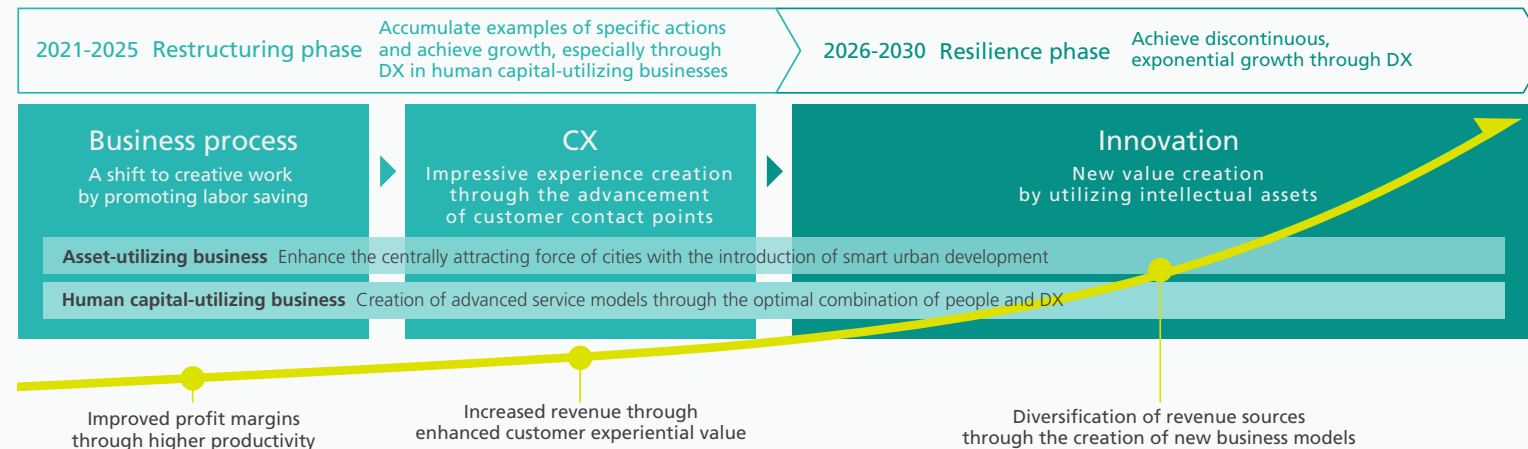 2021-2025 Restructuring phase
Accumulate examples of specific actions
and achieve growth, especially through
DX in human capital-utilizing businesses
2026-2030 Resilience phase
Achieve discontinuous,
exponential growth through DX
Business process
A shift to creative work
by promoting labor saving
CX
Impressive experience creation
through the advancement
of customer contact points
Innovation
New value creation
by utilizing intellectual assets
Asset-utilizing business Enhance the centrally attracting force of cities with the introduction of smart urban development
Human capital-utilizing business Creation of advanced service models through the optimal combination of people and DX
Improved profit margins
through higher productivity
Increased revenue through
enhanced customer experiential value
Diversification of revenue sources
through the creation of new business models